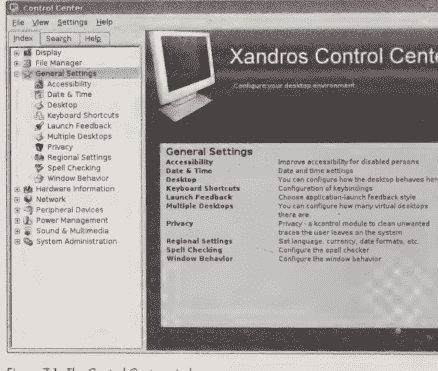 Control Center
File View Settings Help
Index Search Help
Display
File Manager
General Settings
Accessibility
Date & Time
Desktop
Keyboard Shortcuts
Launch Feedback
Multiple Desktops
Privacy
Regional Settings
Spell Checking
Window Behavior
Hardware Information
Network
Peripheral Devices
Power Management
Sound & Multimedia
System Administration
Xandros Control Cente
Configure your desktop environment
General Settings
Accessibility Improve accessibility for disabled persons
Date & Time Date and time settings
Desktop You can configure how the desktop behaves her
Keyboard Shortcuts Configuration of keybindings
Launch Feedback Choose application-launch feedback style
Multiple Desktops You can configure how many virtual desktops
there are.
Privacy Privacy - a kcontrol module to clean unwanted
traces the user leaves on the system
Regional Settings Set language, currency, date formats, etc.
Spell Checking Configure the spell checker
Window Behavior Configure the window behavior